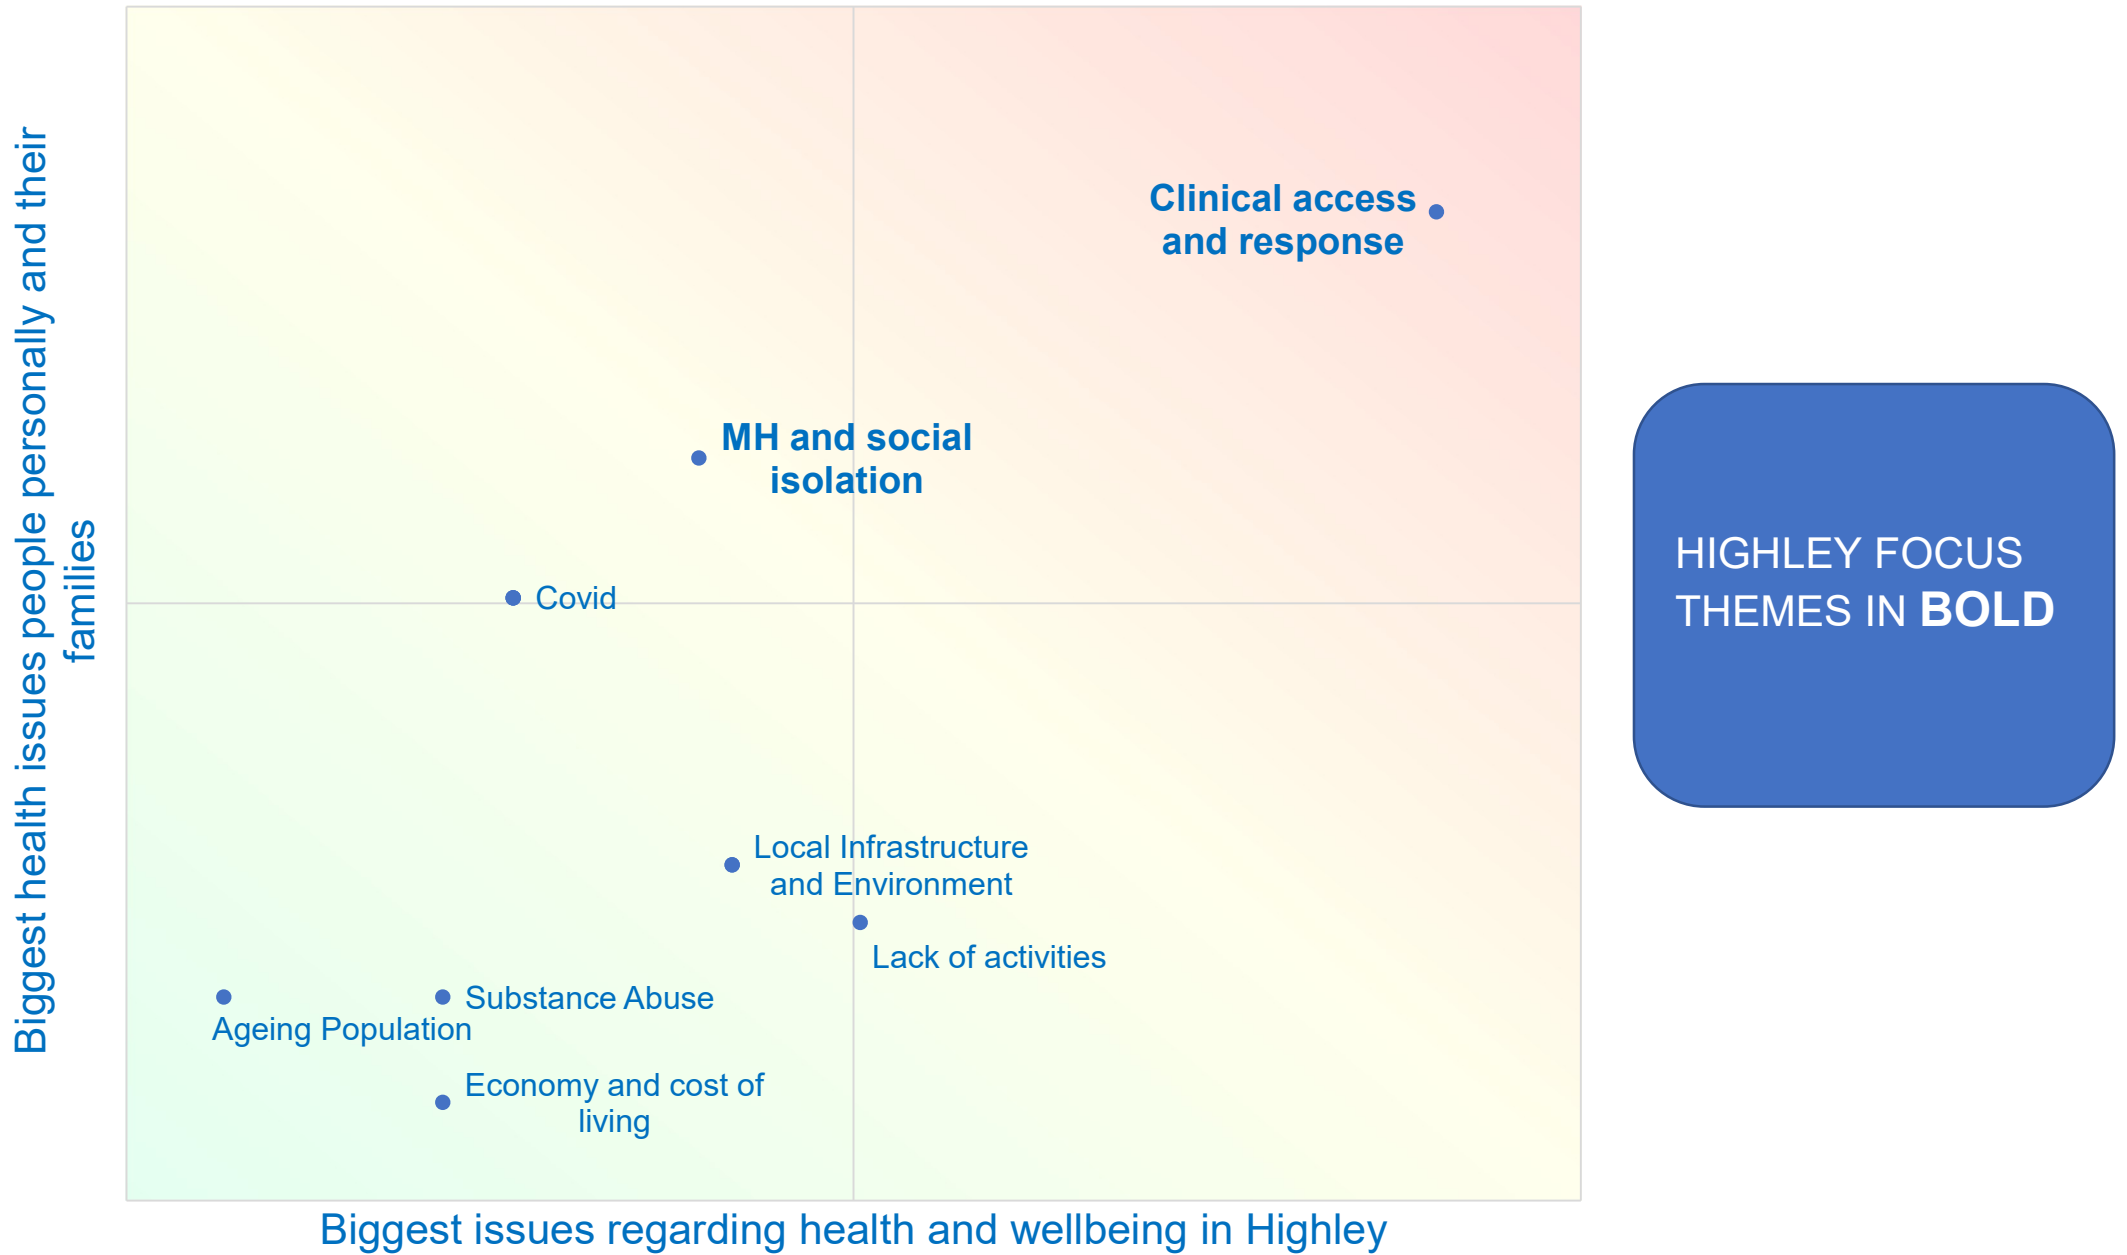 Biggest health issues people personally and their
families
Clinical access
and response
MH and social
isolation
Covid
Local Infrastructure
and Environment
Lack of activities
Substance Abuse
Ageing Population
Economy and cost of
living
Biggest issues regarding health and wellbeing in Highley
HIGHLEY FOCUS
THEMES IN BOLD